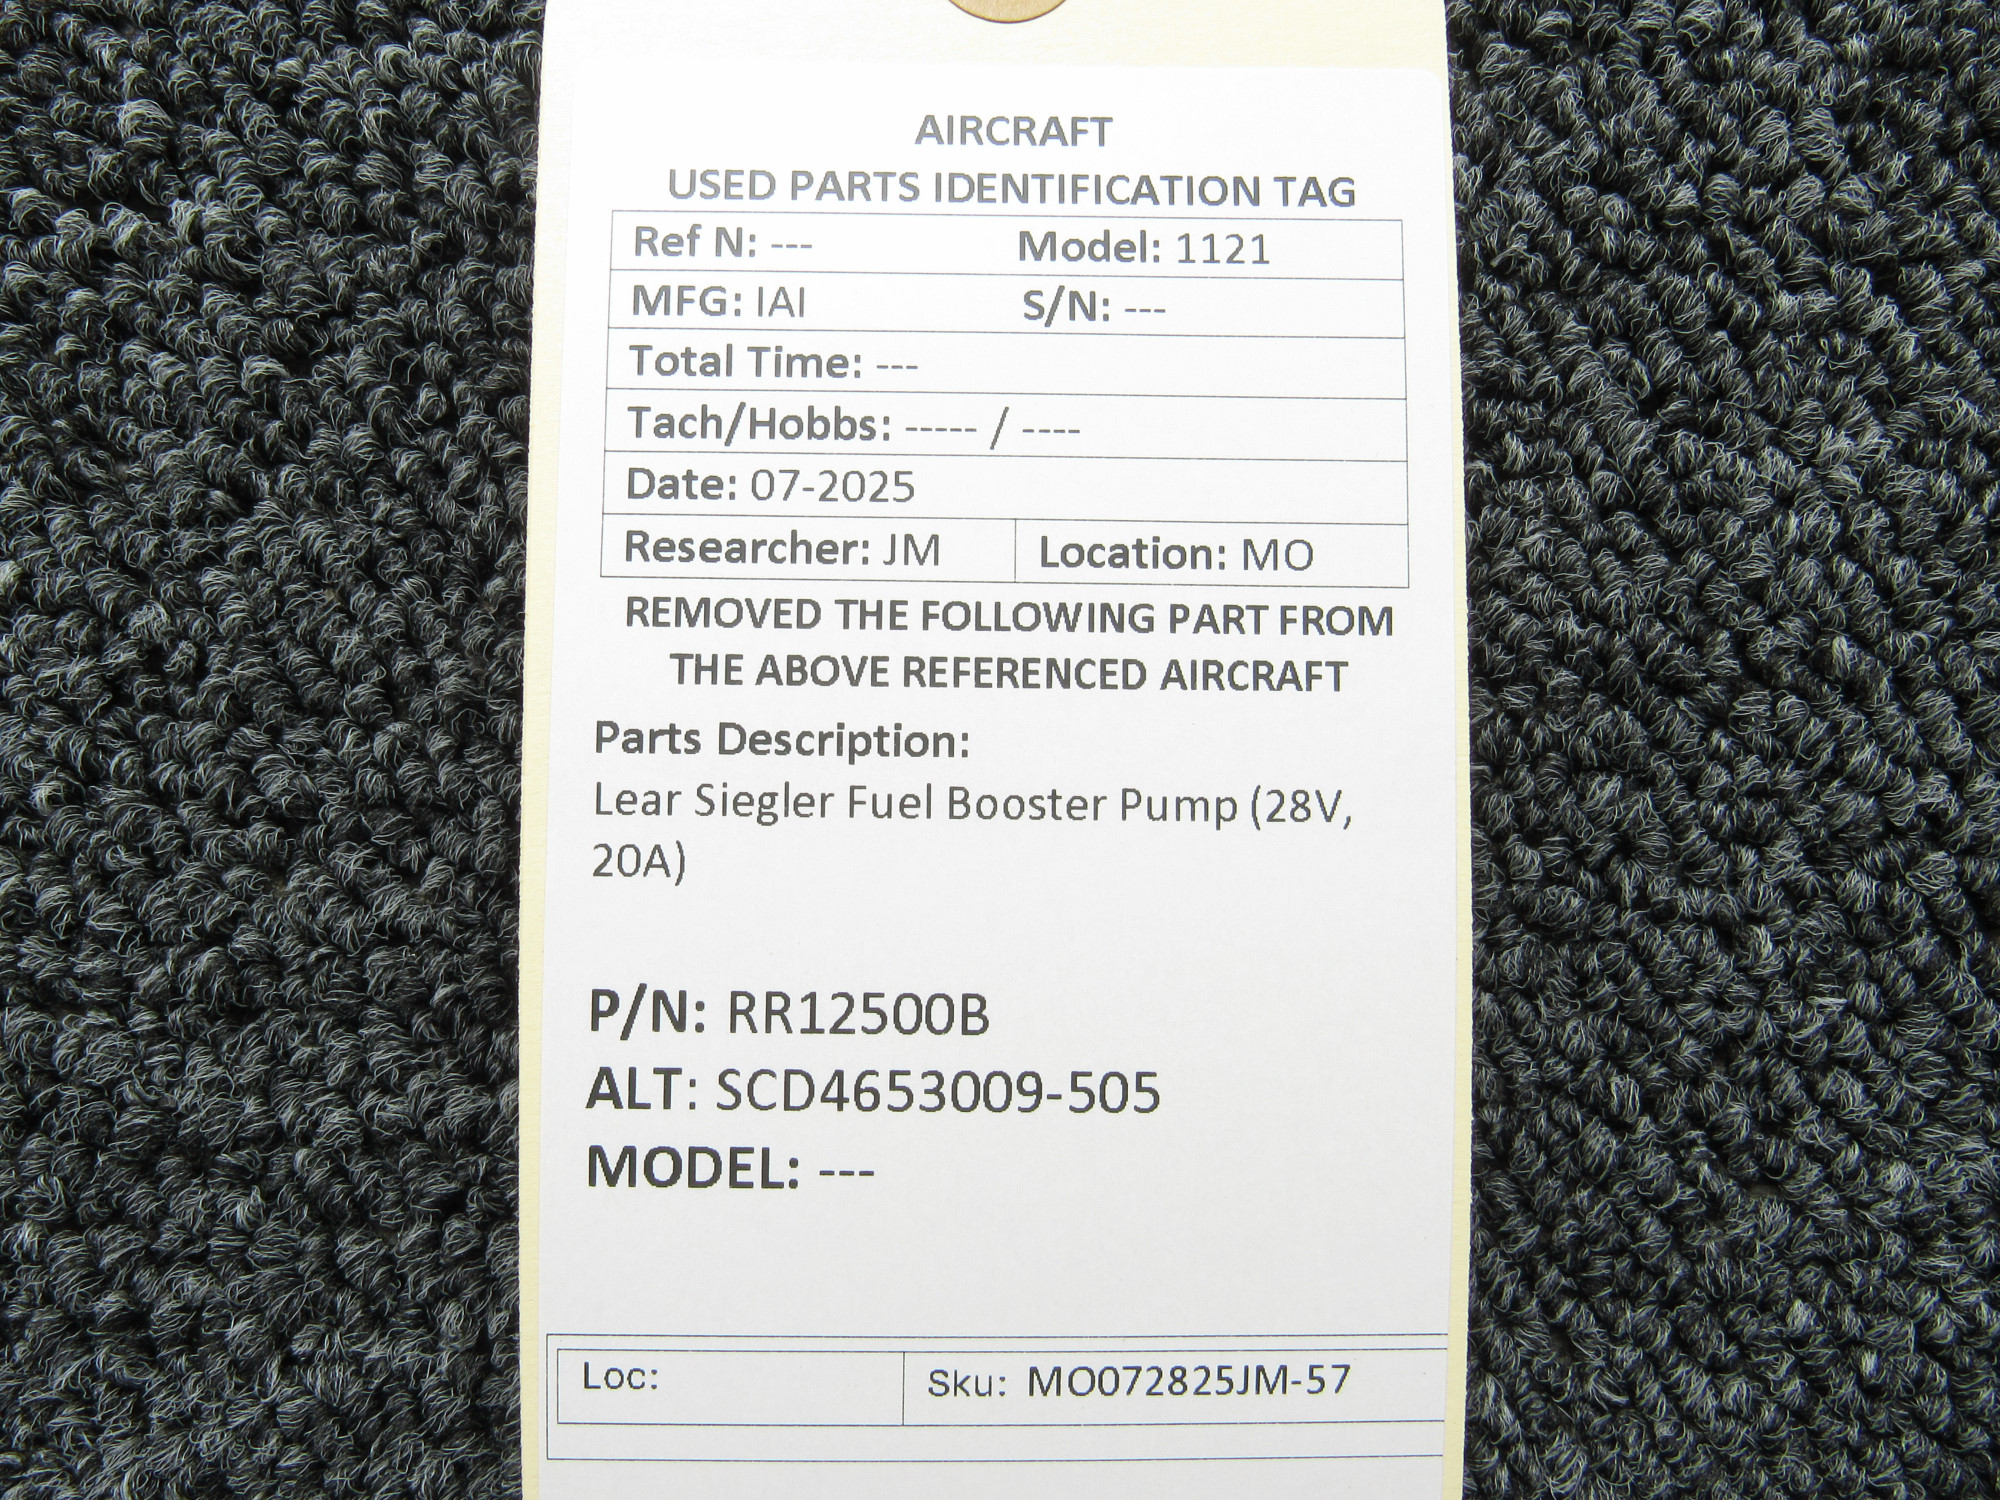 AIRCRAFT
USED PARTS IDENTIFICATION TAG
Ref N: --- Model: 1121
MFG: IAI S/N: ---
Total Time: ---
Tach/Hobbs: ----- / ----
Date: 07-2025
Researcher: JM Location: MO
REMOVED THE FOLLOWING PART FROM
THE ABOVE REFERENCED AIRCRAFT
Parts Description:
Lear Siegler Fuel Booster Pump (28V,
20A)
P/N: RR12500B
ALT: SCD4653009-505
MODEL: ---
Loc: Sku: MO072825JM-57